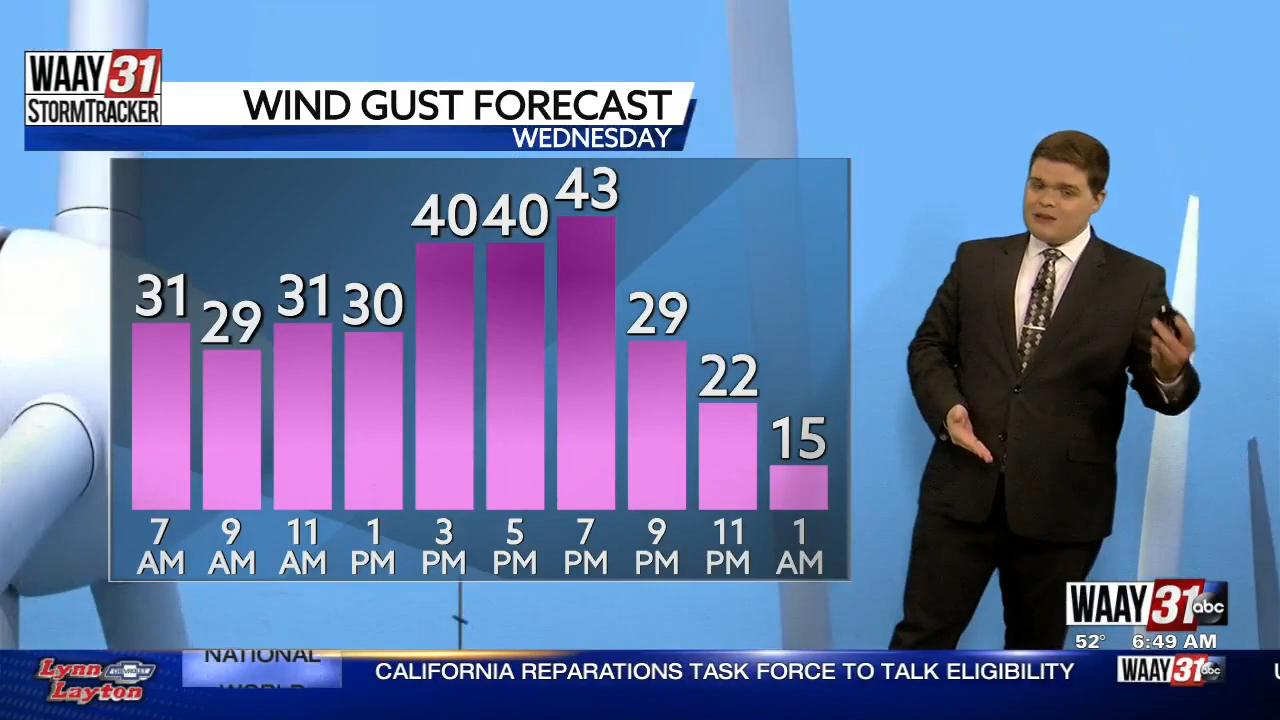 WAAY 31
STORMTRACKER
WIND GUST FORECAST
WEDNESDAY
31 29 31 30 40 40 43 29 22 15
7 AM 9 AM 11 AM 1 PM 3 PM 5 PM 7 PM 9 PM 11 PM 1 AM
WAAY 31 abc
52° 6:49 AM
Lynn Layton CHEVROLET
NATIONAL
WORLD
CALIFORNIA REPARATIONS TASK FORCE TO TALK ELIGIBILITY
WAAY 31 abc